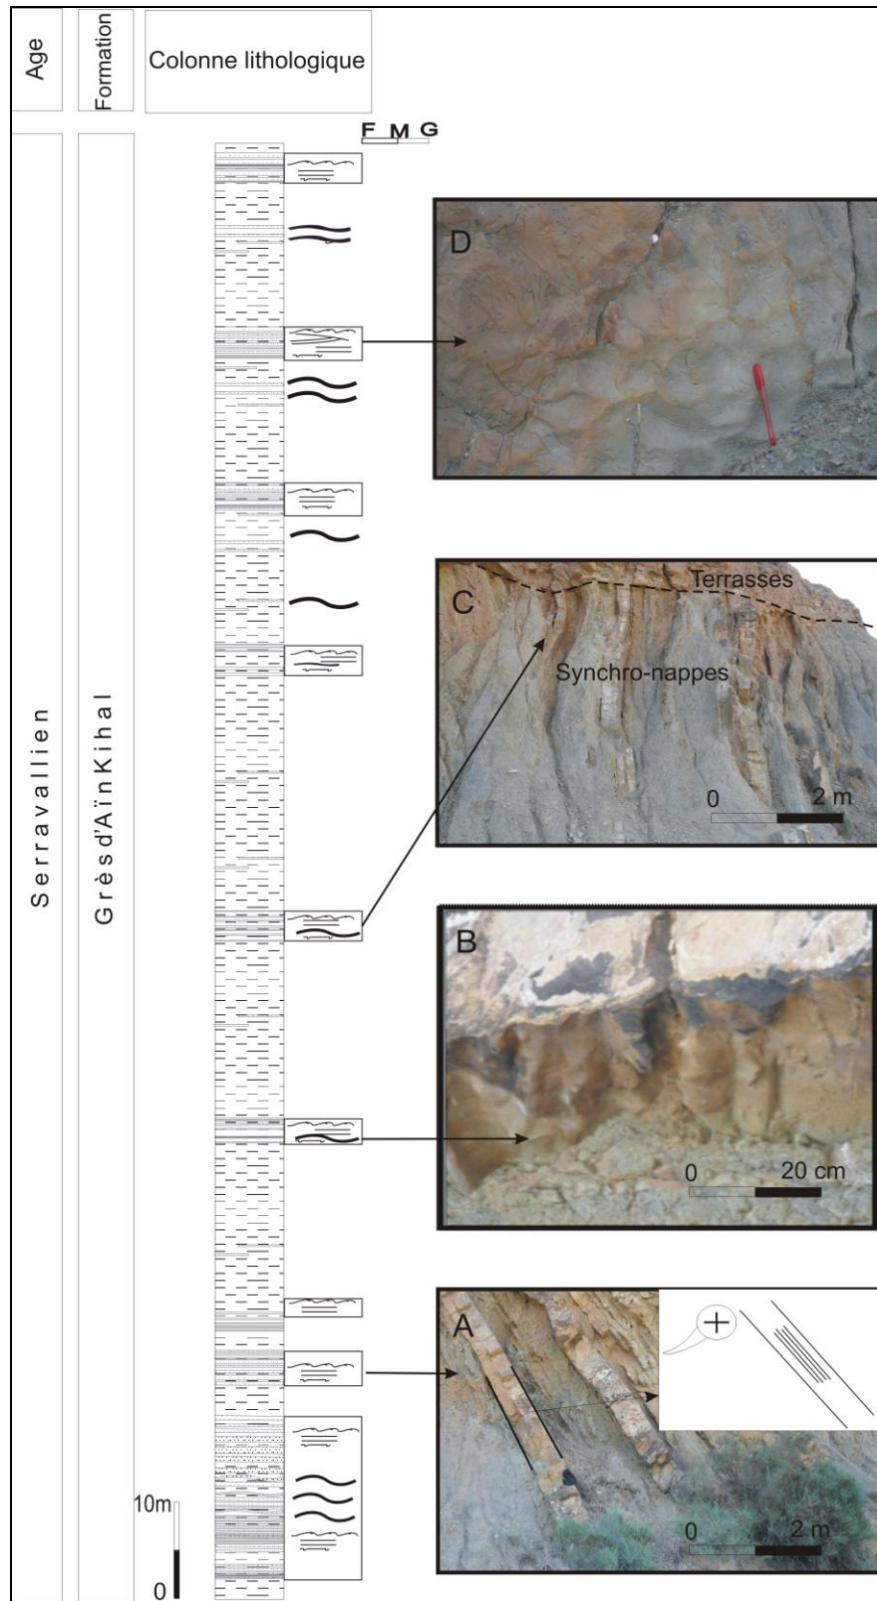 Age
Formation
Colonne lithologique
F M G
Serravallien
Grès d'Aïn Kihal
D
C
Terrasses
Synchro-nappes
0 2 m
B
0 20 cm
A
0 2 m
10m
0